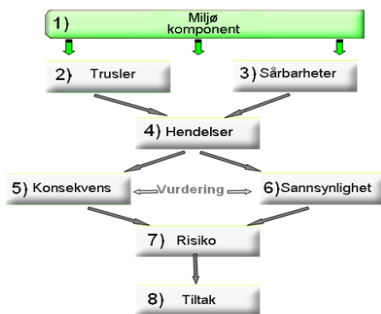 1) Miljø
komponent
2) Trusler
3) Sårbarheter
4) Hendelser
5) Konsekvens
Vurdering
6) Sannsynlighet
7) Risiko
8) Tiltak